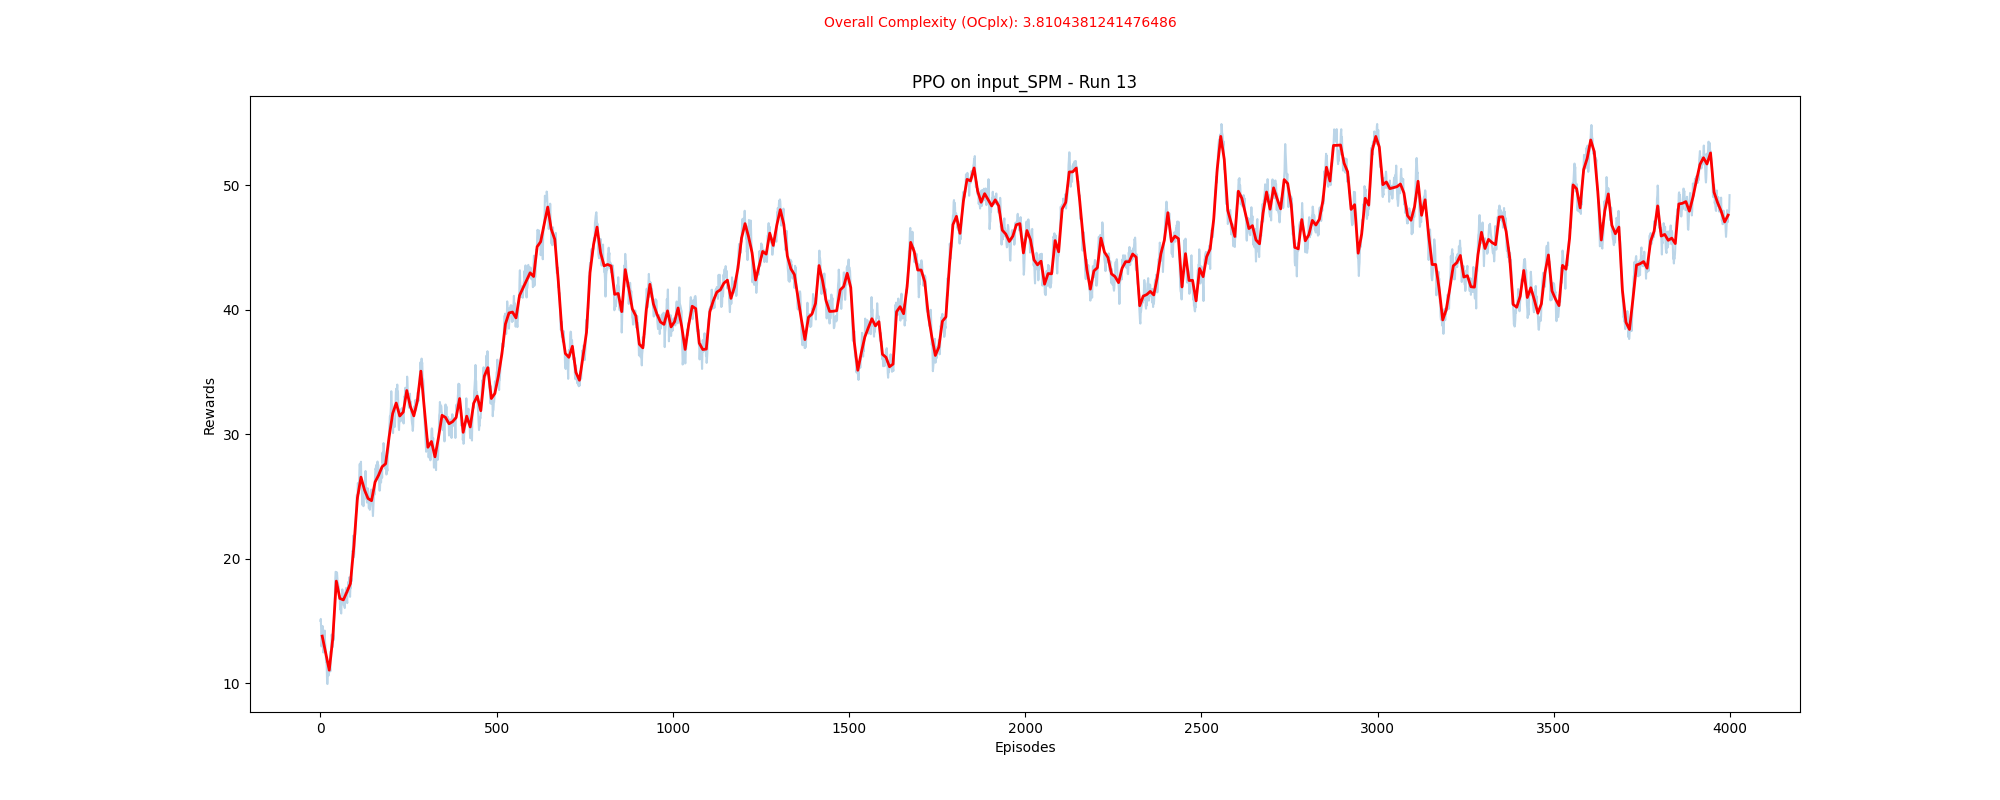 Overall Complexity (OCplx): 3.8104381241476486
PPO on input_SPM - Run 13
Rewards
50
40
30
20
10
0 500 1000 1500 2000 2500 3000 3500 4000
Episodes